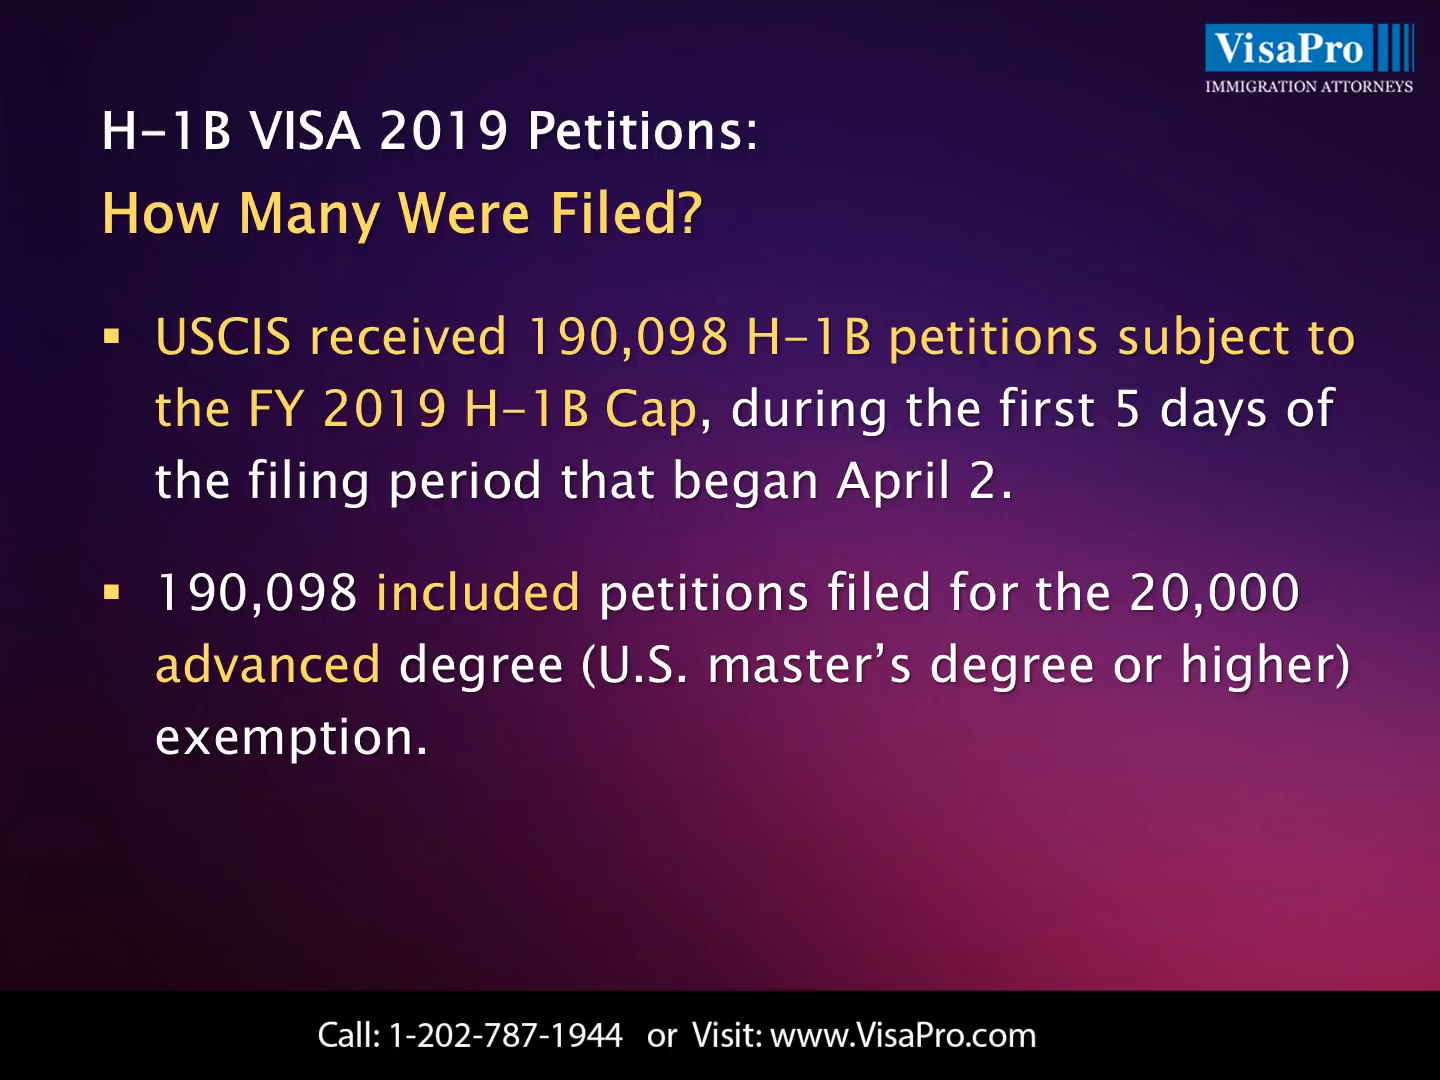 VisaPro
IMMIGRATION ATTORNEYS
H-1B VISA 2019 Petitions:
How Many Were Filed?
▪ USCIS received 190,098 H-1B petitions subject to
the FY 2019 H-1B Cap, during the first 5 days of
the filing period that began April 2.
▪ 190,098 included petitions filed for the 20,000
advanced degree (U.S. master’s degree or higher)
exemption.
Call: 1-202-787-1944 or Visit: www.VisaPro.com